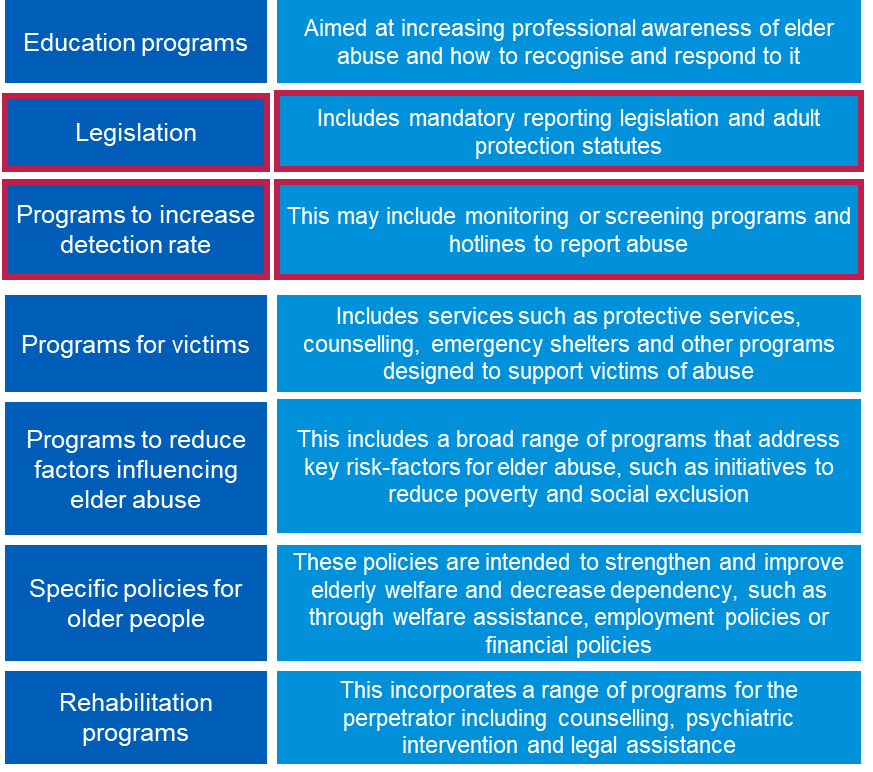 Education programs
Aimed at increasing professional awareness of elder
abuse and how to recognise and respond to it
Legislation
Includes mandatory reporting legislation and adult
protection statutes
Programs to increase
detection rate
This may include monitoring or screening programs and
hotlines to report abuse
Programs for victims
Includes services such as protective services,
counselling, emergency shelters and other programs
designed to support victims of abuse
Programs to reduce
factors influencing
elder abuse
This includes a broad range of programs that address
key risk-factors for elder abuse, such as initiatives to
reduce poverty and social exclusion
Specific policies for
older people
These policies are intended to strengthen and improve
elderly welfare and decrease dependency, such as
through welfare assistance, employment policies or
financial policies
Rehabilitation
programs
This incorporates a range of programs for the
perpetrator including counselling, psychiatric
intervention and legal assistance